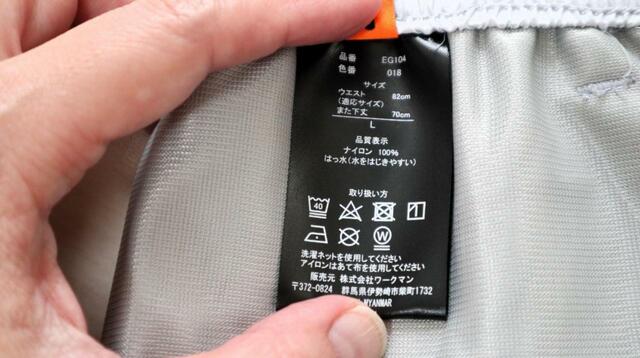 品番 EG104
色番 018
サイズ
ウエスト 82cm
(適応サイズ)
また下丈 70cm
L
品質表示
ナイロン 100%
はっ水(水をはじきやすい)
取り扱い方
40
W
洗濯ネットを使用してください
アイロンはあて布を使用してください
販売元 株式会社ワークマン
〒372-0824 群馬県伊勢崎市柴町1732
MYANMAR